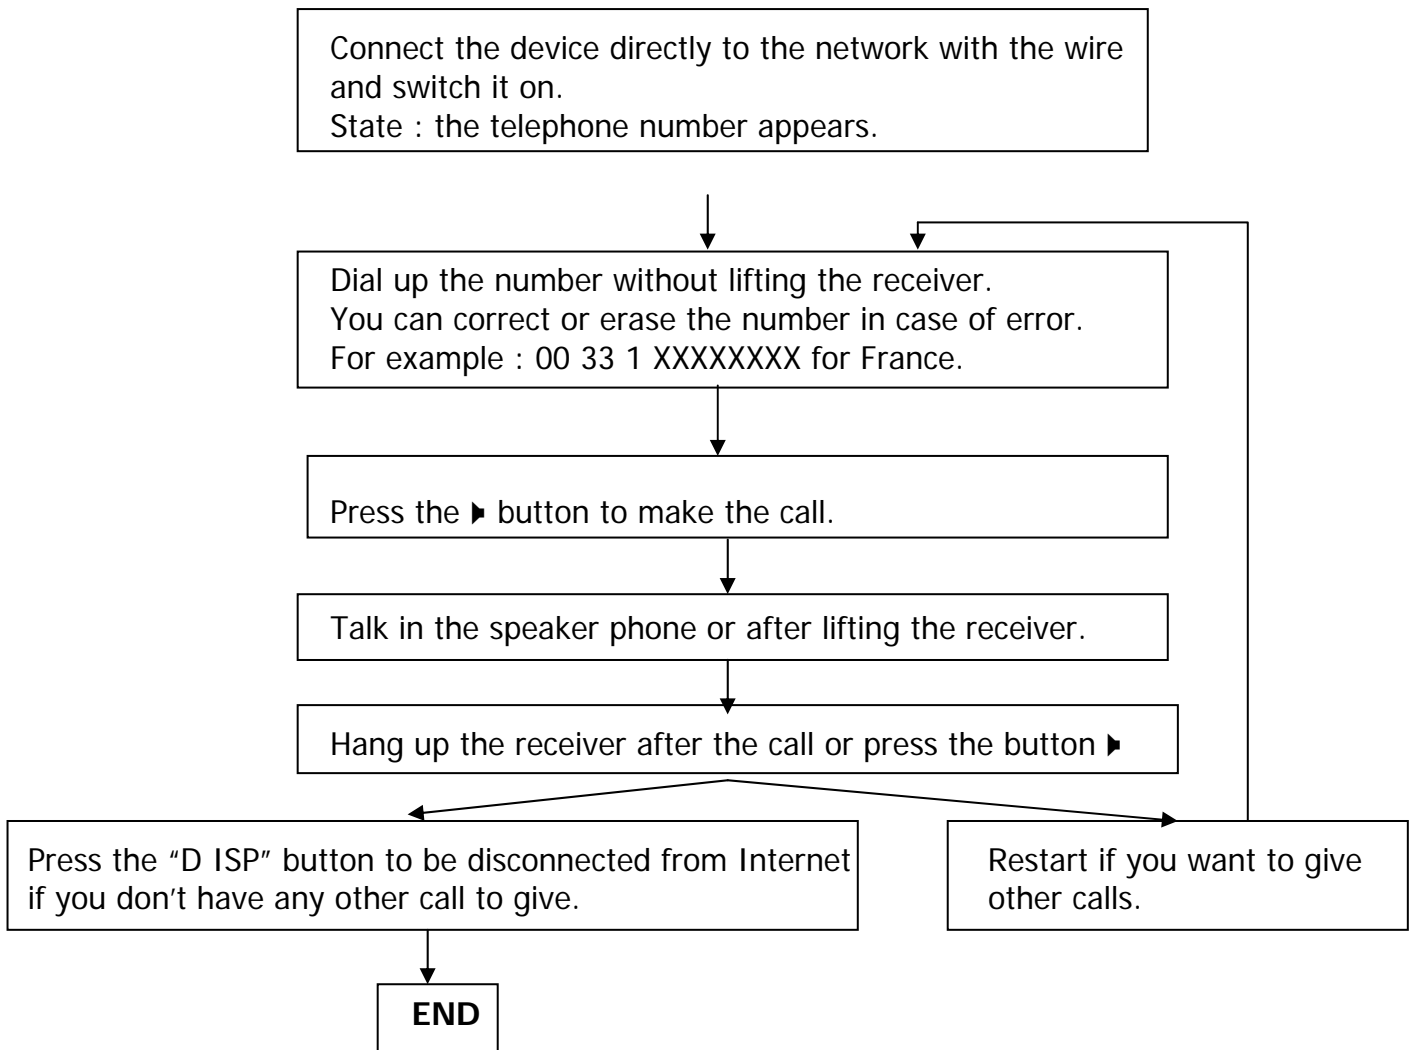 Connect the device directly to the network with the wire
and switch it on.
State : the telephone number appears.
Dial up the number without lifting the receiver.
You can correct or erase the number in case of error.
For example : 00 33 1 XXXXXXXX for France.
Press the button to make the call.
Talk in the speaker phone or after lifting the receiver.
Hang up the receiver after the call or press the button
Press the “D ISP” button to be disconnected from Internet
if you don't have any other call to give.
Restart if you want to give
other calls.
END